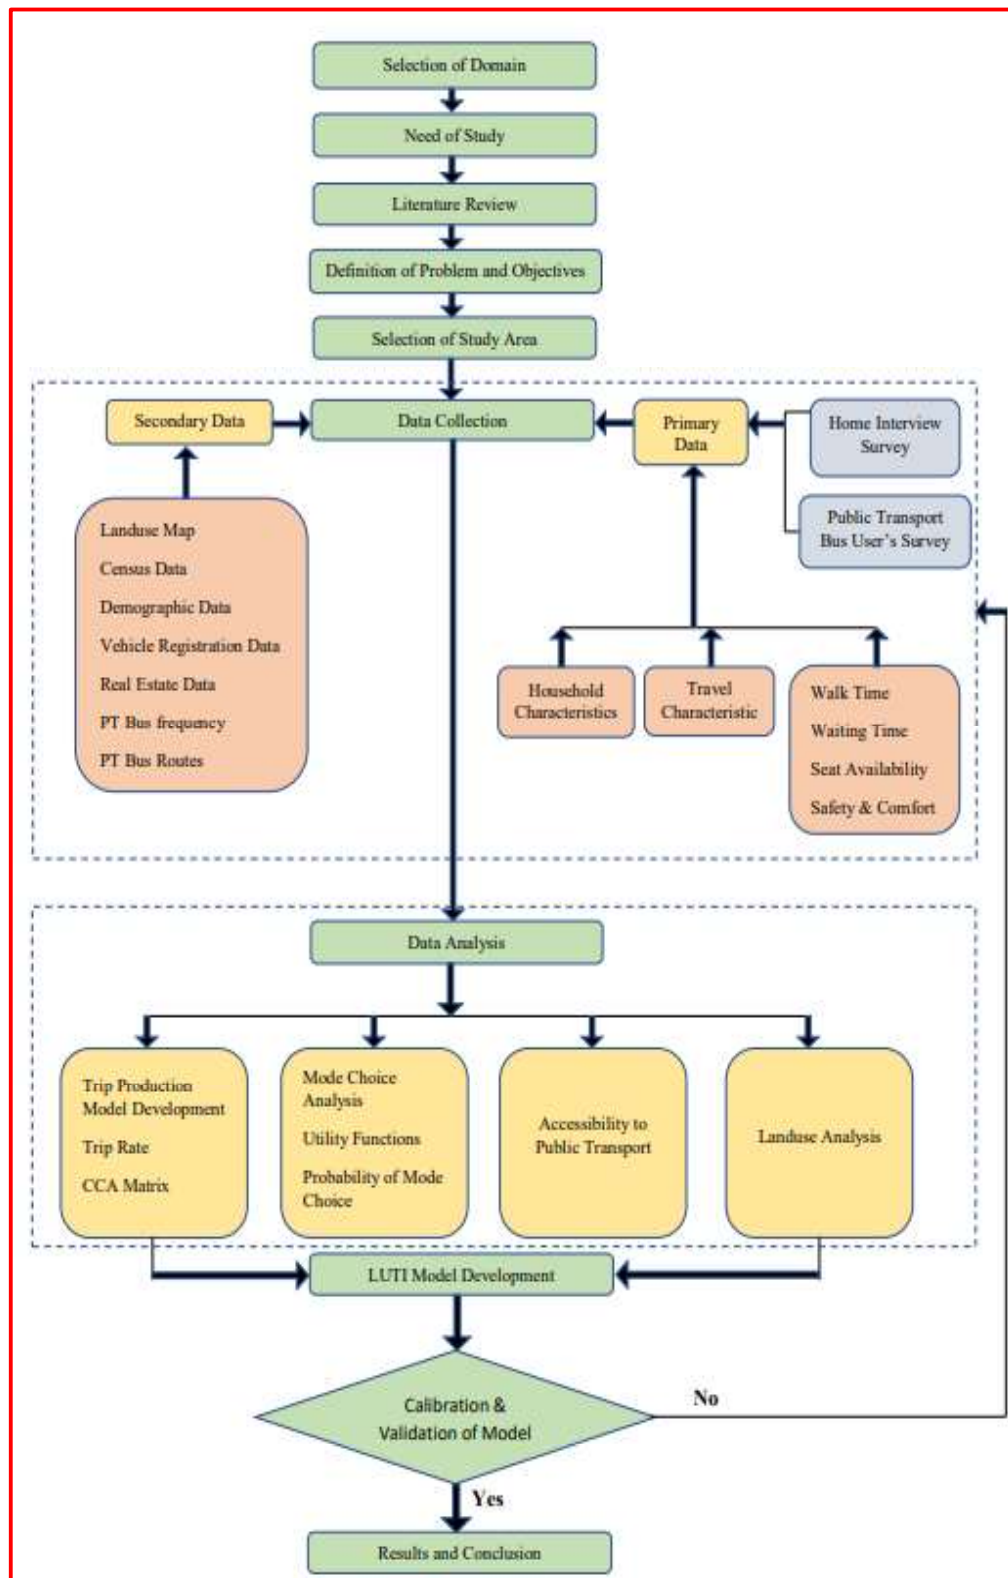 Selection of Domain
Need of Study
Literature Review
Definition of Problem and Objectives
Selection of Study Area
Secondary Data
Data Collection
Primary
Data
Home Interview
Survey
Public Transport
Bus User's Survey
Landuse Map
Census Data
Demographic Data
Vehicle Registration Data
Real Estate Data
PT Bus frequency
PT Bus Routes
Household
Characteristics
Travel
Characteristic
Walk Time
Waiting Time
Seat Availability
Safety & Comfort
Data Analysis
Trip Production
Model Development
Trip Rate
CCA Matrix
Mode Choice
Analysis
Utility Functions
Probability of Mode
Choice
Accessibility to
Public Transport
Landuse Analysis
LUTI Model Development
Calibration &
Validation of Model
No
Yes
Results and Conclusion